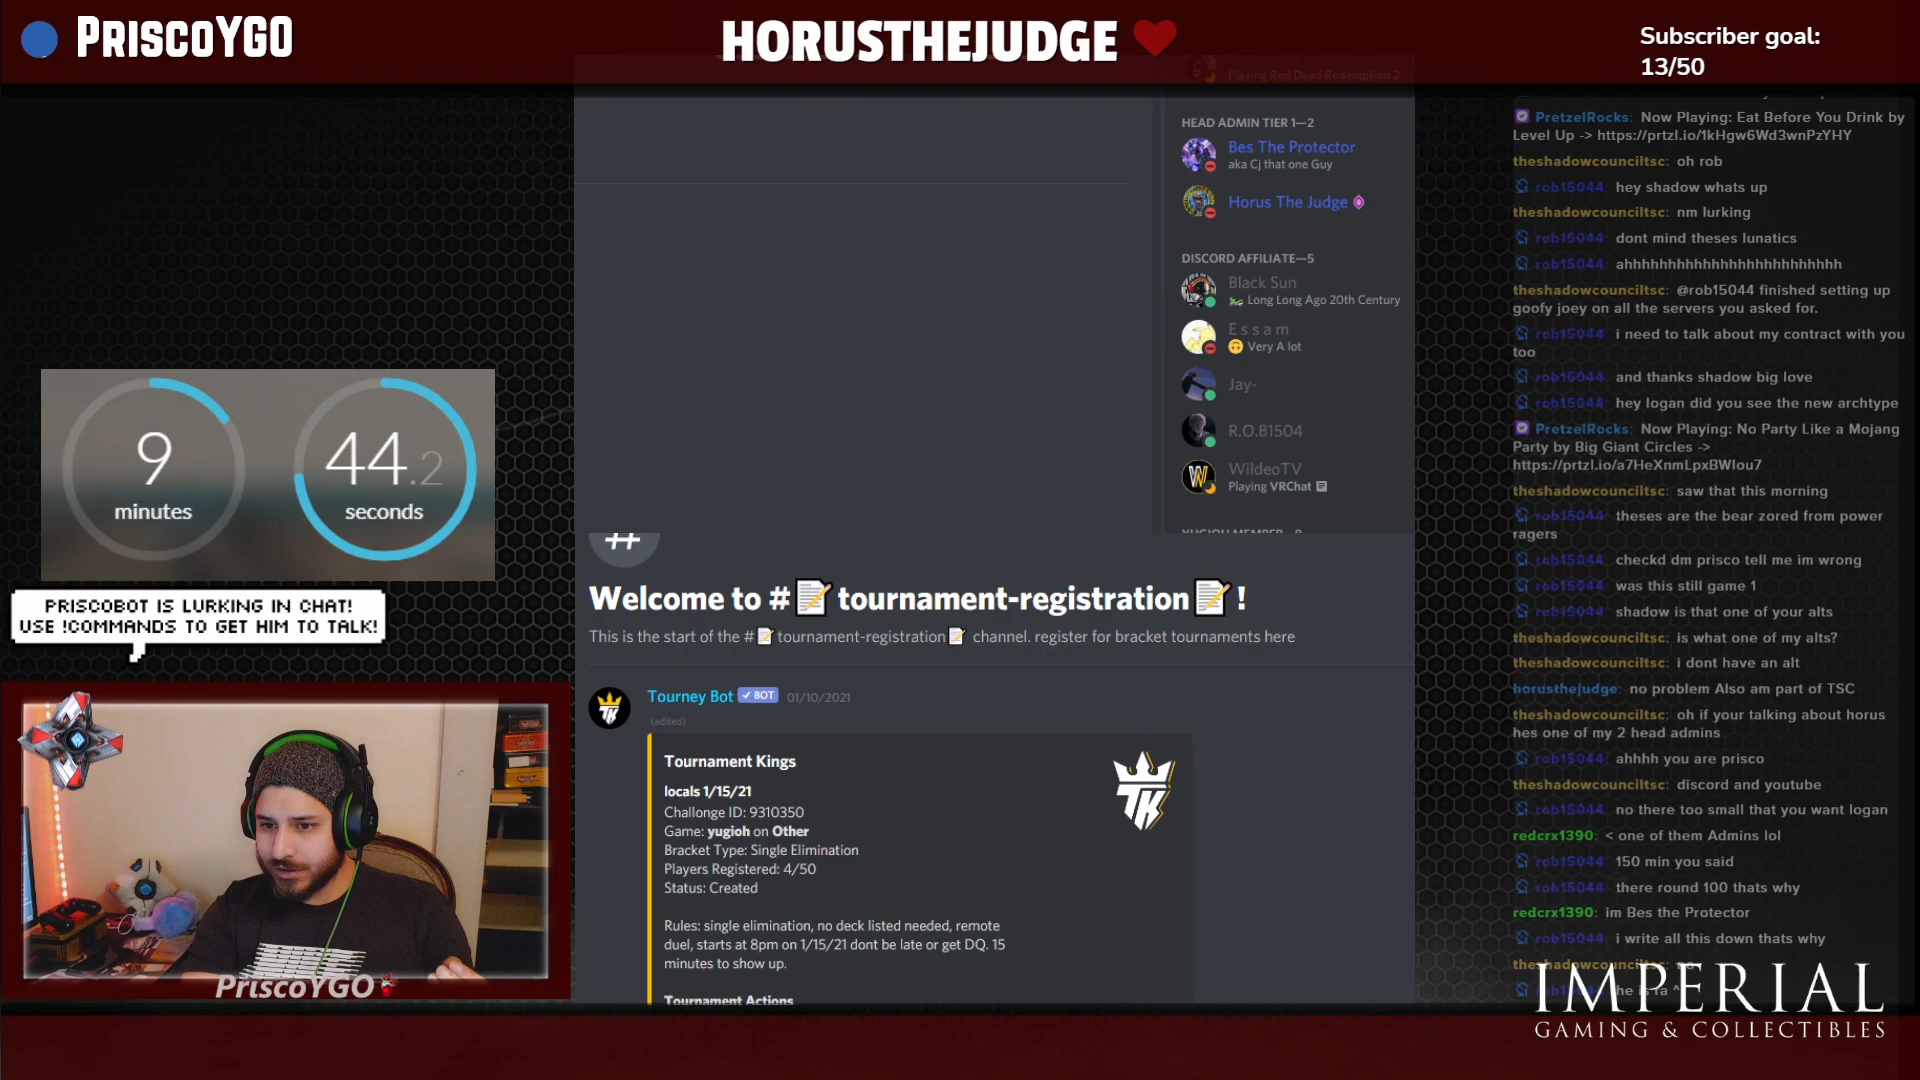 PRISCOYGO
HORUSTHEJUDGE
Subscriber goal:
13/50
Playing Red Dead Redemption 2
HEAD ADMIN TIER 1—2
Bes The Protector
aka Cj that one Guy
Horus The Judge
DISCORD AFFILIATE—5
Black Sun
Long Long Ago 20th Century
E s s a m
Very A lot
Jay-
R.O.B1504
WildeoTV
Playing VRChat
9
minutes
44.2
seconds
PRISCOBOT IS LURKING IN CHAT!
USE !COMMANDS TO GET HIM TO TALK!
PriscoYGO
#
Welcome to #📝tournament-registration📝!
This is the start of the #📝tournament-registration📝 channel. register for bracket tournaments here
Tourney Bot ✓ BOT 01/10/2021
(edited)
Tournament Kings
locals 1/15/21
Challonge ID: 9310350
Game: yugioh on Other
Bracket Type: Single Elimination
Players Registered: 4/50
Status: Created
Rules: single elimination, no deck listed needed, remote
duel, starts at 8pm on 1/15/21 dont be late or get DQ. 15
minutes to show up.
Tournament Actions
TK
PretzelRocks: Now Playing: Eat Before You Drink by
Level Up -> https://prtzl.io/1kHgw6Wd3wnPzYHY
theshadowcounciltsc: oh rob
rob15044: hey shadow whats up
theshadowcounciltsc: nm lurking
rob15044: dont mind theses lunatics
rob15044: ahhhhhhhhhhhhhhhhhhhhhhhhh
theshadowcounciltsc: @rob15044 finished setting up
goofy joey on all the servers you asked for.
rob15044: i need to talk about my contract with you
too
rob15044: and thanks shadow big love
rob15044: hey logan did you see the new archtype
PretzelRocks: Now Playing: No Party Like a Mojang
Party by Big Giant Circles ->
https://prtzl.io/a7HeXnmLpxBWIou7
theshadowcounciltsc: saw that this morning
rob15044: theses are the bear zored from power
ragers
rob15044: checkd dm prisco tell me im wrong
rob15044: was this still game 1
rob15044: shadow is that one of your alts
theshadowcounciltsc: is what one of my alts?
theshadowcounciltsc: i dont have an alt
horusthejudge: no problem Also am part of TSC
theshadowcounciltsc: oh if your talking about horus
hes one of my 2 head admins
rob15044: ahhhh you are prisco
theshadowcounciltsc: discord and youtube
rob15044: no there too small that you want logan
redcrx1390: < one of them Admins lol
rob15044: 150 min you said
rob15044: there round 100 thats why
redcrx1390: im Bes the Protector
rob15044: i write all this down thats why
theshadowcounciltsc:
he is ra ^
IMPERIAL
GAMING & COLLECTIBLES